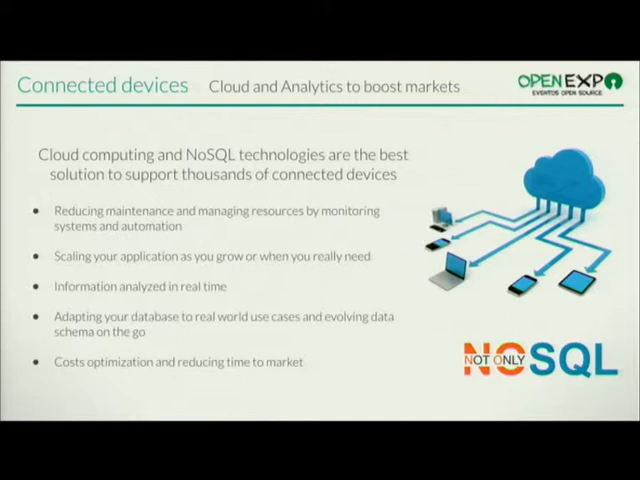 Connected devices Cloud and Analytics to boost markets
OPENEXPO
EVENTOS OPEN SOURCE
Cloud computing and NoSQL technologies are the best
solution to support thousands of connected devices
● Reducing maintenance and managing resources by monitoring
systems and automation
● Scaling your application as you grow or when you really need
● Information analyzed in real time
● Adapting your database to real world use cases and evolving data
schema on the go
● Costs optimization and reducing time to market
NOSQL
NOT ONLY